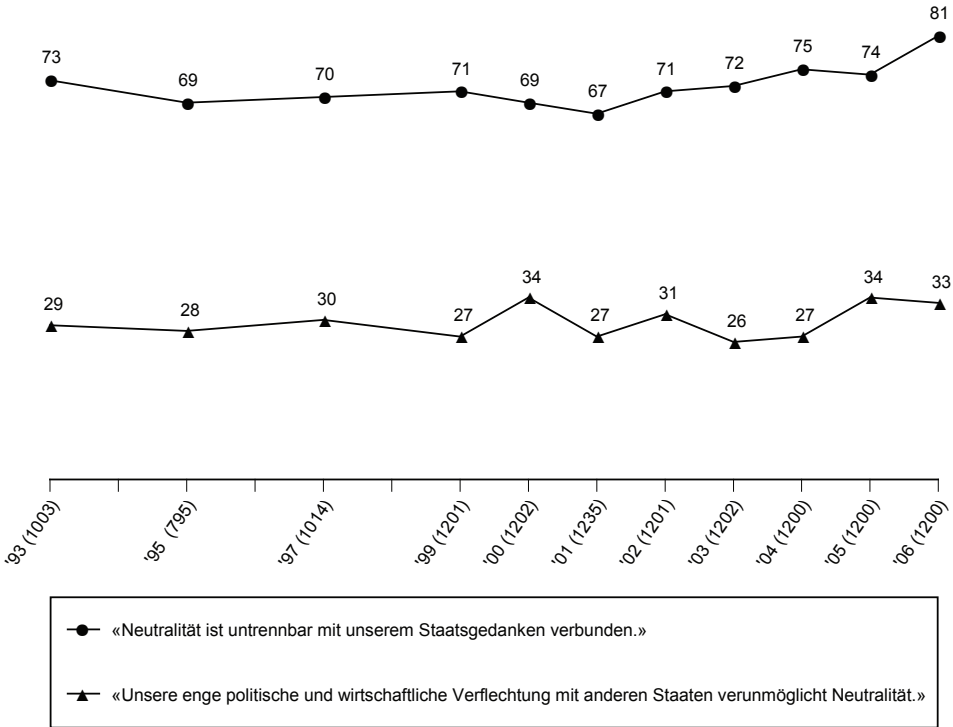 73 69 70 71 69 67 71 72 75 74 81
29 28 30 27 34 27 31 26 27 34 33
'93 (1003) '95 (795) '97 (1014) '99 (1201) '00 (1202) '01 (1235) '02 (1201) '03 (1202) '04 (1200) '05 (1200) '06 (1200)
«Neutralität ist untrennbar mit unserem Staatsgedanken verbunden.»
«Unsere enge politische und wirtschaftliche Verflechtung mit anderen Staaten verunmöglicht Neutralität.»